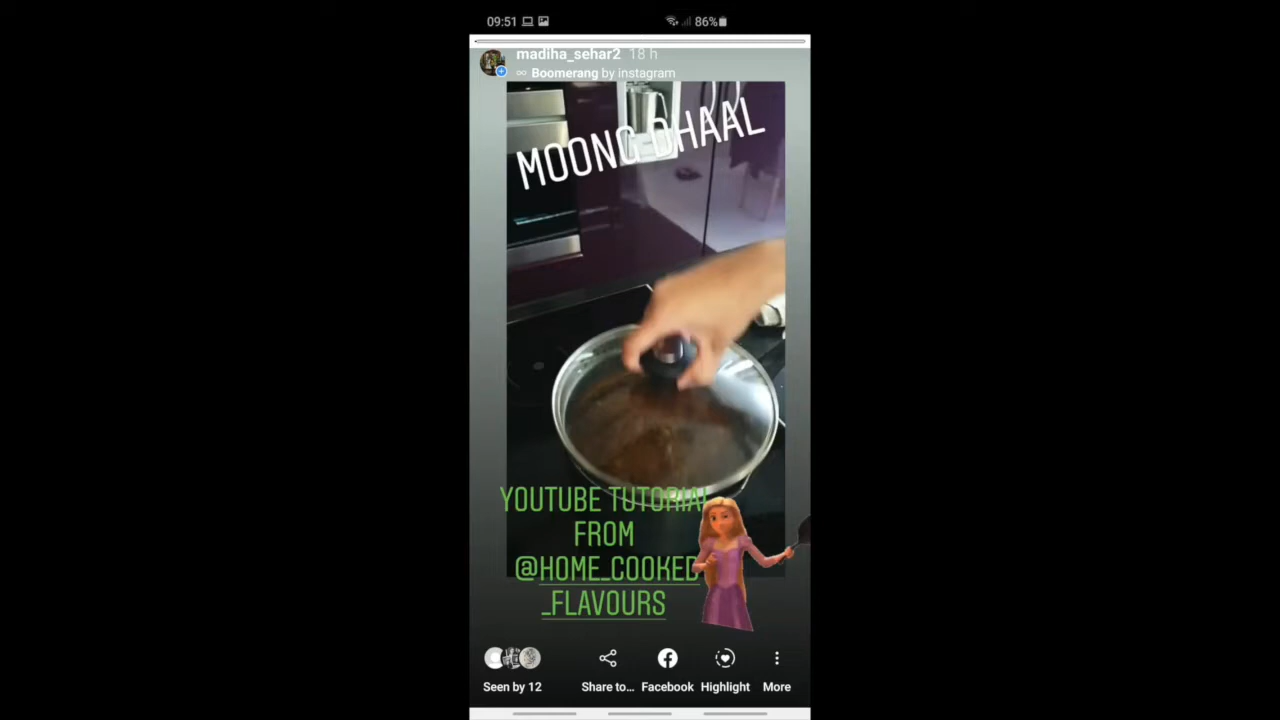 09:51
86%
madiha_sehar2 18 h
Boomerang by instagram
MOONG DHAAL
YOUTUBE TUTORIAL
FROM
@HOME_COOKED
_FLAVOURS
Seen by 12
Share to...
Facebook
Highlight
More